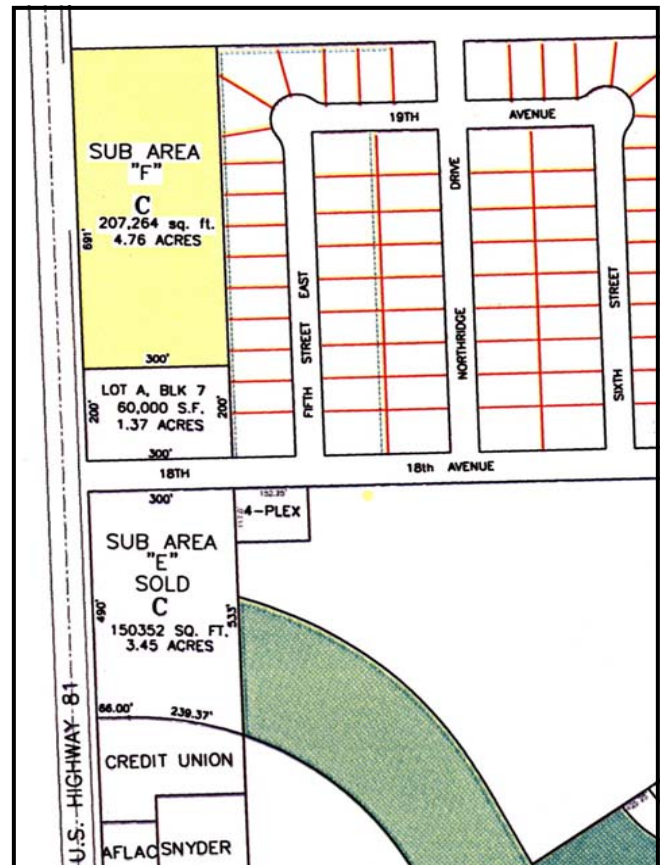 SUB AREA
"F"
C
207,264 sq. ft.
4.76 ACRES
691'
300'
LOT A, BLK 7
60,000 S.F.
1.37 ACRES
200'
200'
300'
19TH AVENUE
FIFTH STREET EAST
NORTHRIDGE DRIVE
SIXTH STREET
18TH
18th AVENUE
300'
152.25'
4-PLEX
SUB AREA
"E"
SOLD
C
150352 SQ. FT.
3.45 ACRES
490'
533'
66.00'
239.37'
CREDIT UNION
AFLAC
SNYDER
U.S. HIGHWAY 81